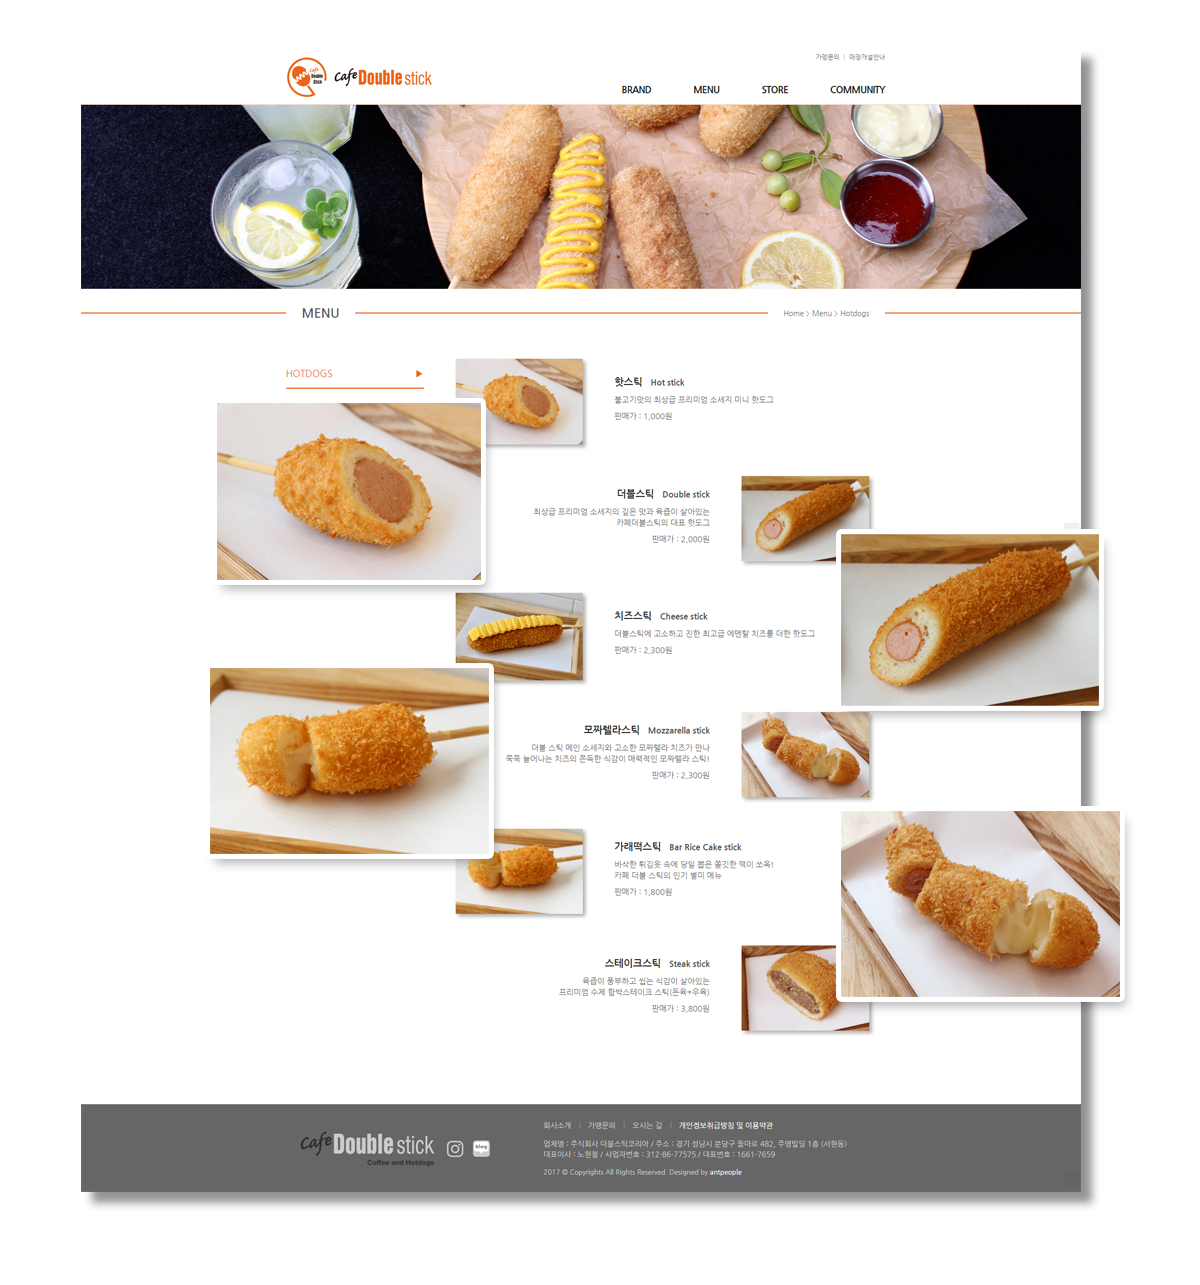 가맹문의 | 매장개설안내
Cafe Double Stick
cafe Double stick
BRAND MENU STORE COMMUNITY
MENU
Home > Menu > Hotdogs
HOTDOGS ▶
핫스틱 Hot stick
불고기맛의 최상급 프리미엄 소세지 미니 핫도그
판매가 : 1,000원
더블스틱 Double stick
최상급 프리미엄 소세지의 깊은 맛과 육즙이 살아있는
카페더블스틱의 대표 핫도그
판매가 : 2,000원
치즈스틱 Cheese stick
더블스틱에 고소하고 진한 최고급 에멘탈 치즈를 더한 핫도그
판매가 : 2,300원
모짜렐라스틱 Mozzarella stick
더블 스틱 메인 소세지와 고소한 모짜렐라 치즈가 만나
쭉쭉 늘어나는 치즈의 쫀득한 식감이 매력적인 모짜렐라 스틱!
판매가 : 2,300원
가래떡스틱 Bar Rice Cake stick
바삭한 튀김옷 속에 당일 뽑은 쫄깃한 떡이 쏘옥!
카페 더블 스틱의 인기 별미 메뉴
판매가 : 1,800원
스테이크스틱 Steak stick
육즙이 풍부하고 씹는 식감이 살아있는
프리미엄 수제 함박스테이크 스틱(돈육+우육)
판매가 : 3,800원
cafe Double stick
Coffee and Hotdogs
blog
회사소개 | 가맹문의 | 오시는 길 | 개인정보취급방침 및 이용약관
업체명 : 주식회사 더블스틱코리아 / 주소 : 경기 성남시 분당구 돌마로 482, 주영빌딩 1층 (서현동)
대표이사 : 노현철 / 사업자번호 : 312-86-77575 / 대표번호 : 1661-7659
2017 © Copyrights All Rights Reserved. Designed by antpeople